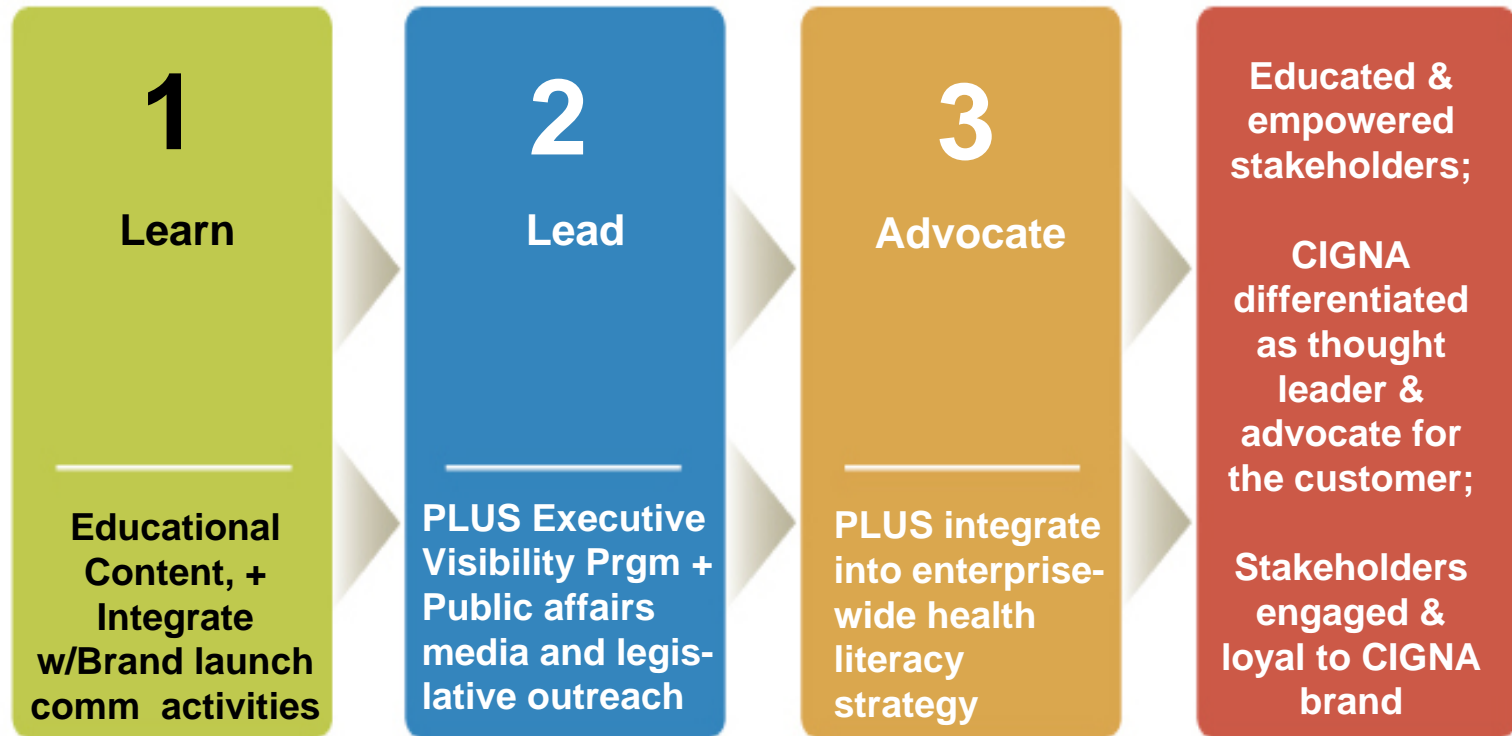 1
Learn
Educational
Content, +
Integrate
w/Brand launch
comm activities
2
Lead
PLUS Executive
Visibility Prgm +
Public affairs
media and legis-
lative outreach
3
Advocate
PLUS integrate
into enterprise-
wide health
literacy
strategy
Educated &
empowered
stakeholders;
CIGNA
differentiated
as thought
leader &
advocate for
the customer;
Stakeholders
engaged &
loyal to CIGNA
brand